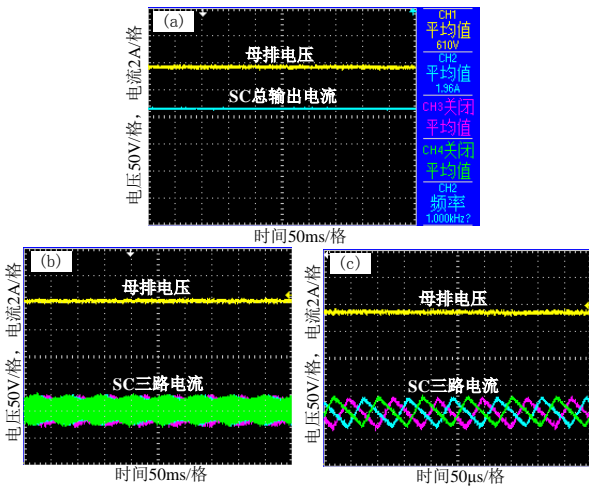 (a)
母排电压
SC总输出电流
电压50V/格，电流2A/格
时间50ms/格
CH1
平均值
610V
CH2
平均值
1.96A
CH3关闭
平均值
CH4关闭
平均值
CH2
频率
1.000kHz?
(b)
母排电压
SC三路电流
电压50V/格，电流2A/格
时间50ms/格
(c)
母排电压
SC三路电流
电压50V/格，电流2A/格
时间50μs/格